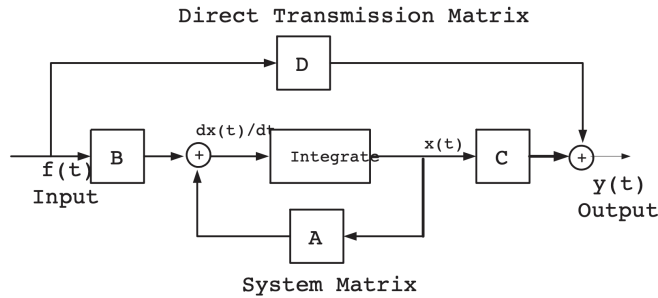 Direct Transmission Matrix
D
dx(t)/dt
x(t)
B
+
Integrate
C
+
f(t)
Input
y(t)
Output
A
System Matrix